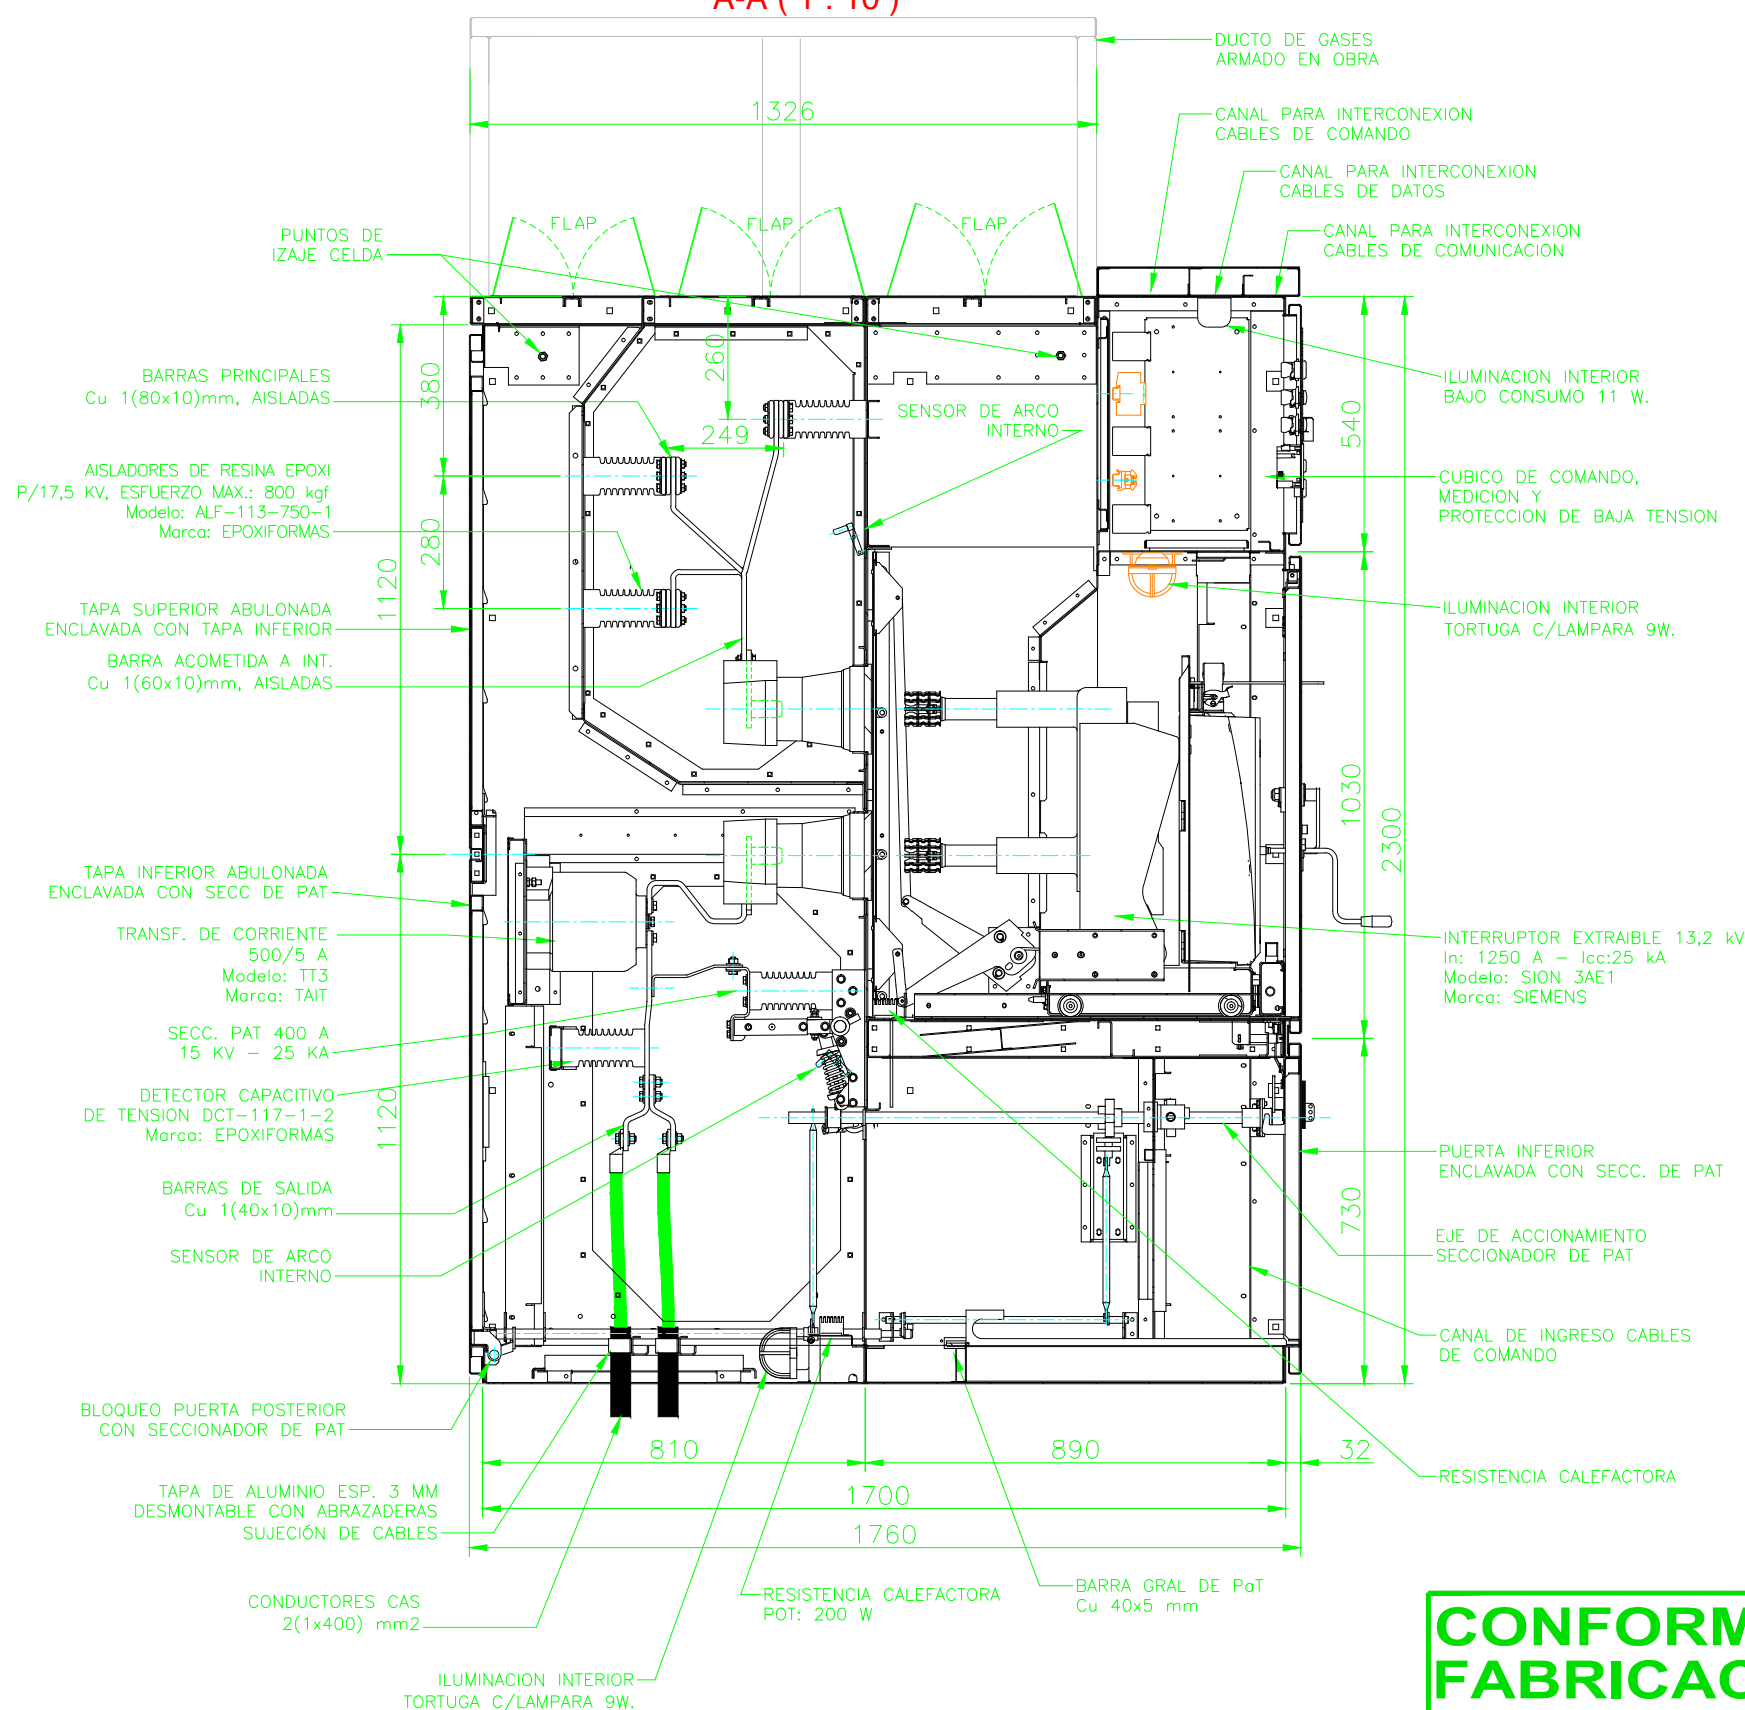 A-A ( 1 : 10 )
DUCTO DE GASES
ARMADO EN OBRA
1326
CANAL PARA INTERCONEXION
CABLES DE COMANDO
CANAL PARA INTERCONEXION
CABLES DE DATOS
CANAL PARA INTERCONEXION
CABLES DE COMUNICACION
FLAP
FLAP
FLAP
PUNTOS DE
IZAJE CELDA
BARRAS PRINCIPALES
Cu 1(80x10)mm, AISLADAS
380
260
249
SENSOR DE ARCO
INTERNO
540
ILUMINACION INTERIOR
BAJO CONSUMO 11 W.
AISLADORES DE RESINA EPOXI
P/17,5 KV, ESFUERZO MAX.: 800 kgf
Modelo: ALF-113-750-1
Marca: EPOXIFORMAS
280
1120
CUBICO DE COMANDO,
MEDICION Y
PROTECCION DE BAJA TENSION
TAPA SUPERIOR ABULONADA
ENCLAVADA CON TAPA INFERIOR
ILUMINACION INTERIOR
TORTUGA C/LAMPARA 9W.
BARRA ACOMETIDA A INT.
Cu 1(60x10)mm, AISLADAS
1030
2300
TAPA INFERIOR ABULONADA
ENCLAVADA CON SECC DE PAT
TRANSF. DE CORRIENTE
500/5 A
Modelo: TT3
Marca: TAIT
INTERRUPTOR EXTRAIBLE 13,2 kV
In: 1250 A - Icc:25 kA
Modelo: SION 3AE1
Marca: SIEMENS
SECC. PAT 400 A
15 KV - 25 KA
DETECTOR CAPACITIVO
DE TENSION DCT-117-1-2
Marca: EPOXIFORMAS
1120
BARRAS DE SALIDA
Cu 1(40x10)mm
PUERTA INFERIOR
ENCLAVADA CON SECC. DE PAT
730
SENSOR DE ARCO
INTERNO
EJE DE ACCIONAMIENTO
SECCIONADOR DE PAT
CANAL DE INGRESO CABLES
DE COMANDO
BLOQUEO PUERTA POSTERIOR
CON SECCIONADOR DE PAT
810
890
32
RESISTENCIA CALEFACTORA
TAPA DE ALUMINIO ESP. 3 MM
DESMONTABLE CON ABRAZADERAS
SUJECIÓN DE CABLES
1700
1760
CONDUCTORES CAS
2(1x400) mm2
RESISTENCIA CALEFACTORA
POT: 200 W
BARRA GRAL DE PaT
Cu 40x5 mm
ILUMINACION INTERIOR
TORTUGA C/LAMPARA 9W.
CONFORM
FABRICAC